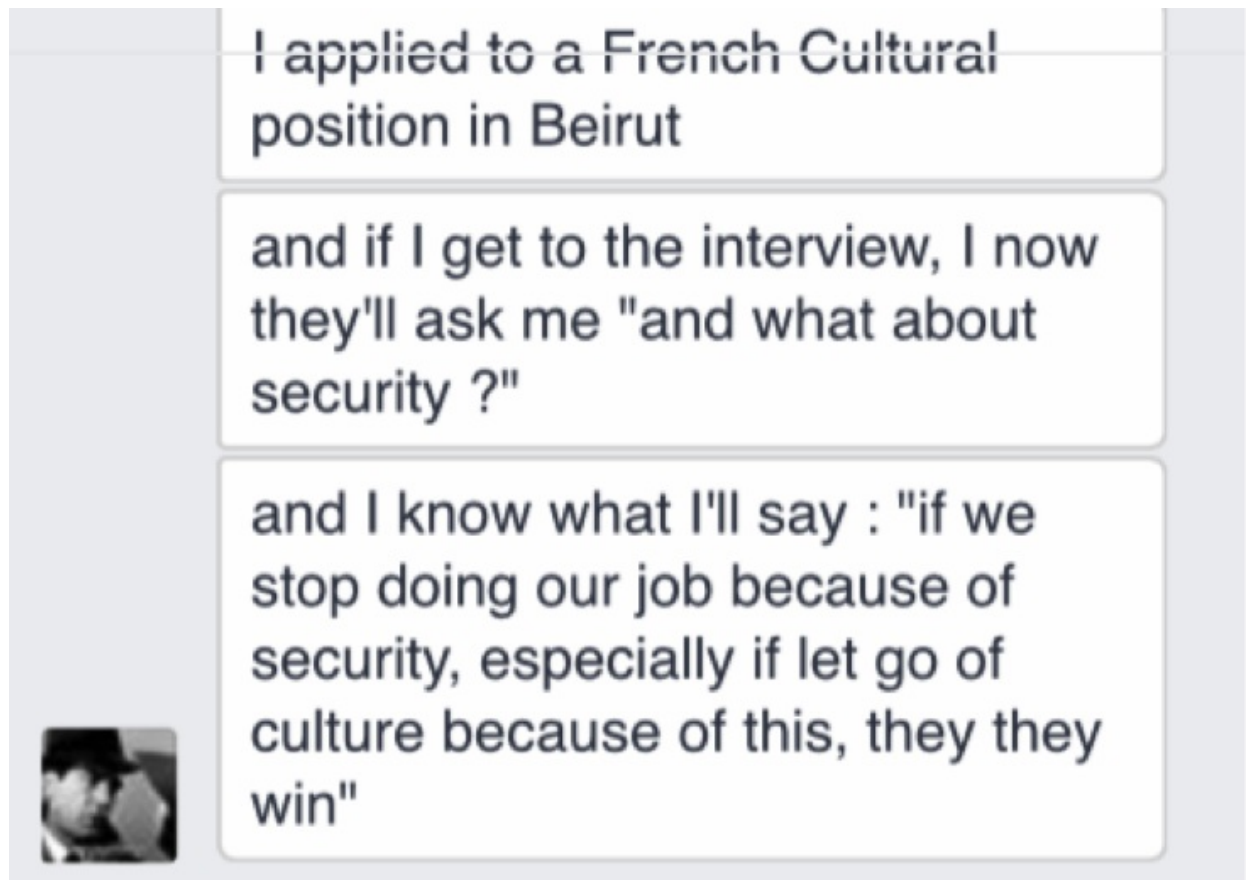 I applied to a French Cultural
position in Beirut
and if I get to the interview, I now
they'll ask me "and what about
security ?"
and I know what I'll say : "if we
stop doing our job because of
security, especially if let go of
culture because of this, they they
win"